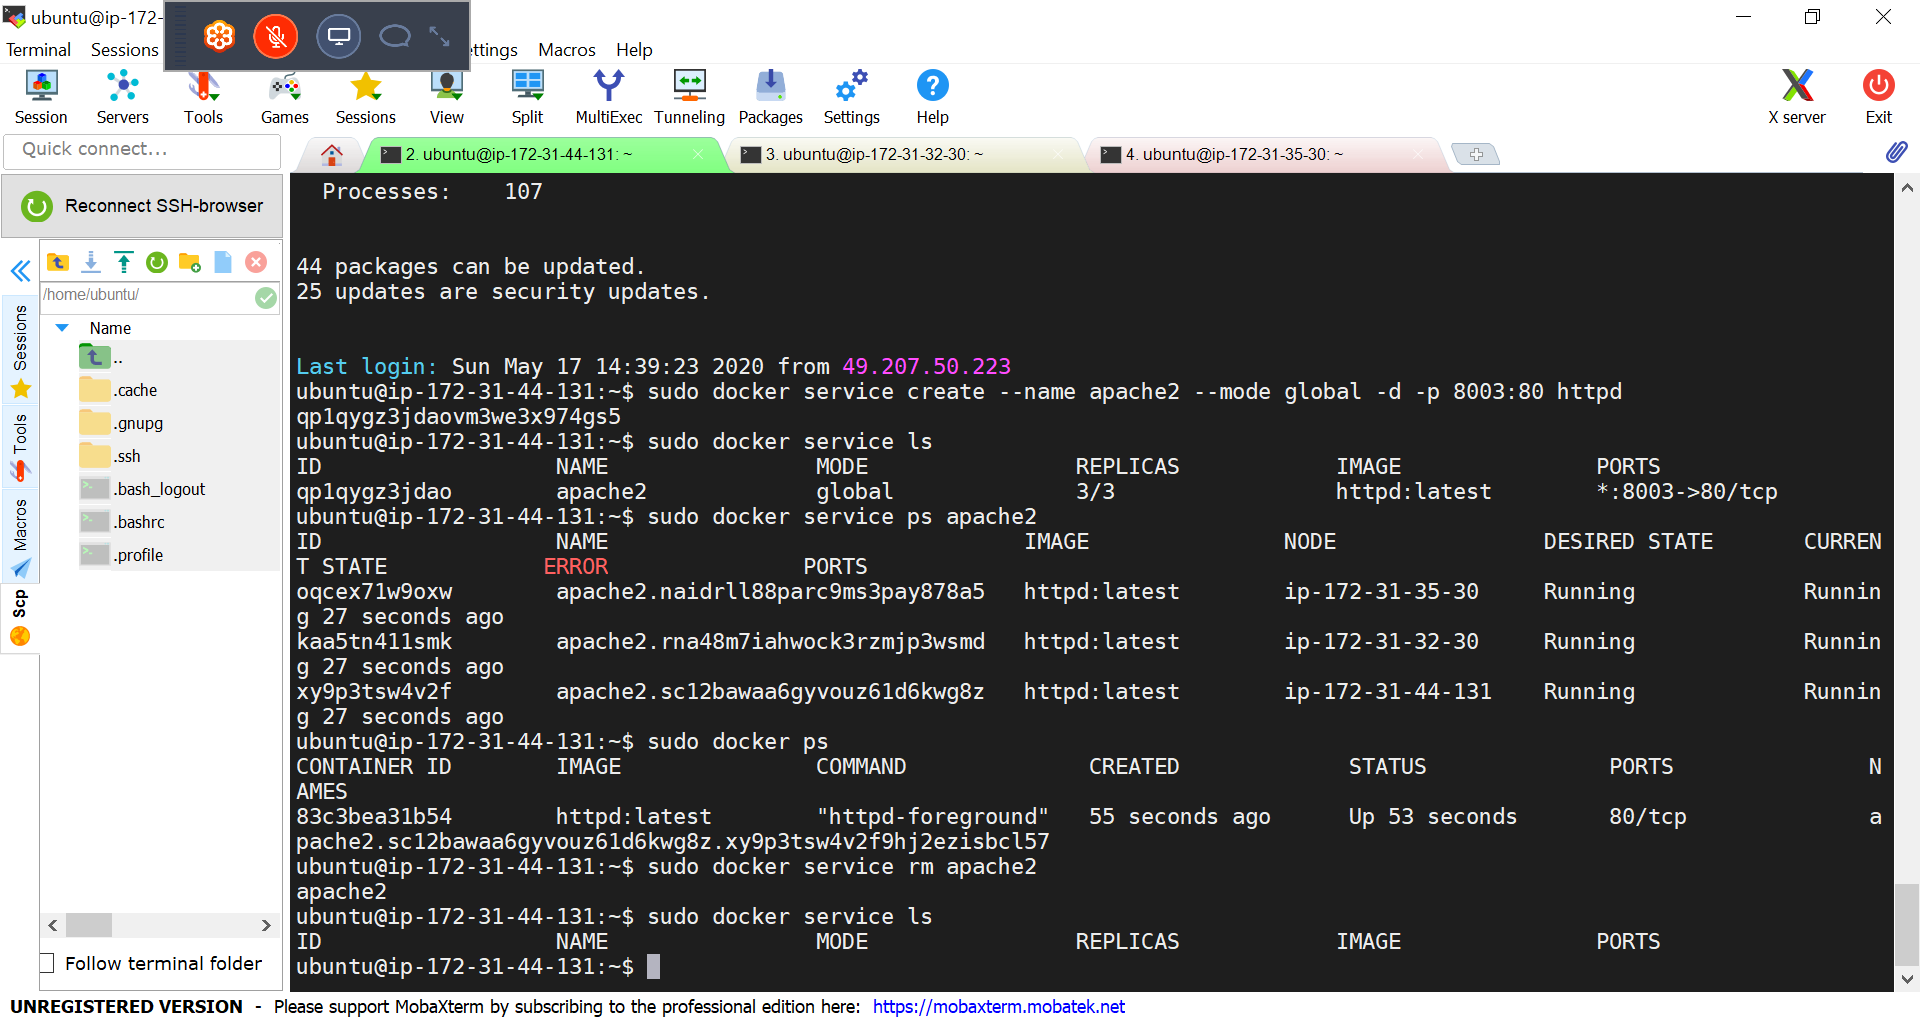 ubuntu@ip-172-
Terminal Sessions ettings Macros Help
Session Servers Tools Games Sessions View Split MultiExec Tunneling Packages Settings Help X server Exit
Quick connect...
2. ubuntu@ip-172-31-44-131: ~
3. ubuntu@ip-172-31-32-30: ~
4. ubuntu@ip-172-31-35-30: ~
Reconnect SSH-browser
/home/ubuntu/
Name
..
.cache
.gnupg
.ssh
.bash_logout
.bashrc
.profile
Sessions
Tools
Macros
Scp
Follow terminal folder
Processes: 107
44 packages can be updated.
25 updates are security updates.
Last login: Sun May 17 14:39:23 2020 from 49.207.50.223
ubuntu@ip-172-31-44-131:~$ sudo docker service create --name apache2 --mode global -d -p 8003:80 httpd
qp1qygz3jdaovm3we3x974gs5
ubuntu@ip-172-31-44-131:~$ sudo docker service ls
ID NAME MODE REPLICAS IMAGE PORTS
qp1qygz3jdao apache2 global 3/3 httpd:latest *:8003->80/tcp
ubuntu@ip-172-31-44-131:~$ sudo docker service ps apache2
ID NAME IMAGE NODE DESIRED STATE CURREN
T STATE ERROR PORTS
oqcex71w9oxw apache2.naidrll88parc9ms3pay878a5 httpd:latest ip-172-31-35-30 Running Runnin
g 27 seconds ago
kaa5tn411smk apache2.rna48m7iahwock3rzmjp3wsmd httpd:latest ip-172-31-32-30 Running Runnin
g 27 seconds ago
xy9p3tsw4v2f apache2.sc12bawaa6gyvouz61d6kwg8z httpd:latest ip-172-31-44-131 Running Runnin
g 27 seconds ago
ubuntu@ip-172-31-44-131:~$ sudo docker ps
CONTAINER ID IMAGE COMMAND CREATED STATUS PORTS N
AMES
83c3bea31b54 httpd:latest "httpd-foreground" 55 seconds ago Up 53 seconds 80/tcp a
pache2.sc12bawaa6gyvouz61d6kwg8z.xy9p3tsw4v2f9hj2ezisbcl57
ubuntu@ip-172-31-44-131:~$ sudo docker service rm apache2
apache2
ubuntu@ip-172-31-44-131:~$ sudo docker service ls
ID NAME MODE REPLICAS IMAGE PORTS
ubuntu@ip-172-31-44-131:~$
UNREGISTERED VERSION - Please support MobaXterm by subscribing to the professional edition here: https://mobaxterm.mobatek.net